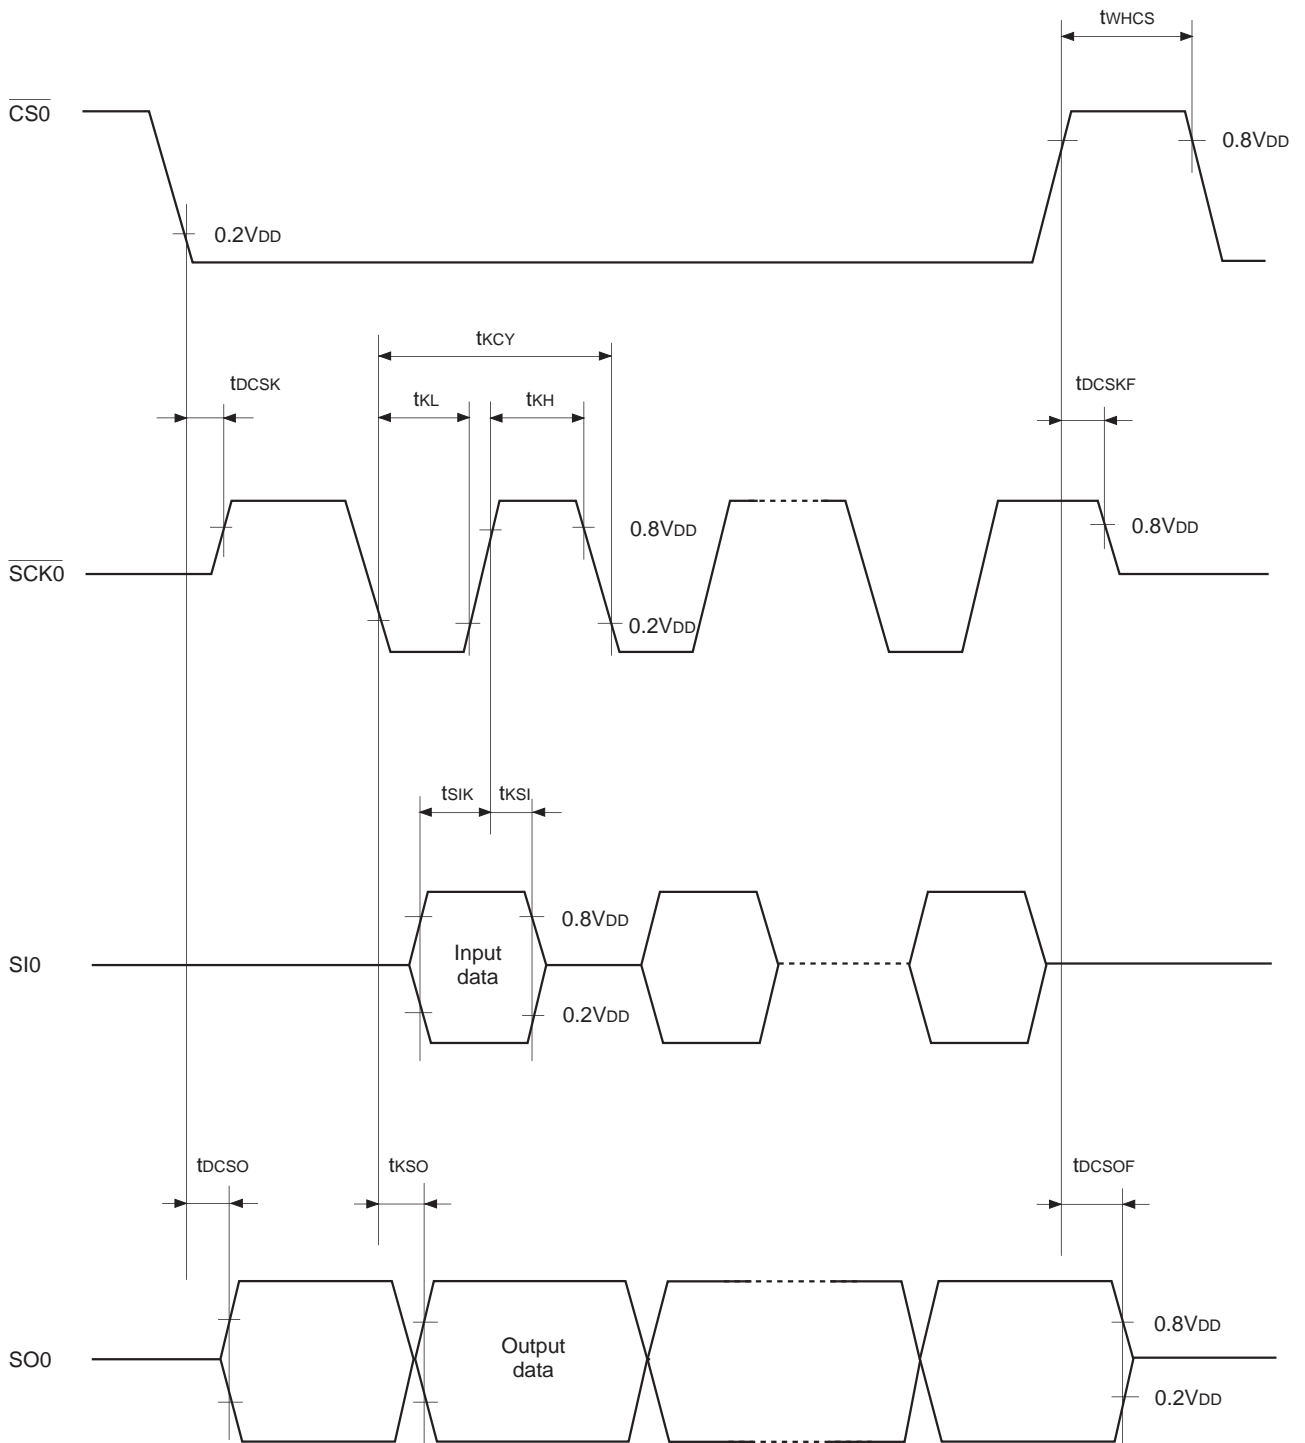 tWHCS
CS0
0.8VDD
0.2VDD
tKCY
tDCSK
tKL
tKH
tDCSKF
0.8VDD
0.8VDD
SCK0
0.2VDD
tSIK
tKSI
0.8VDD
SI0
Input
data
0.2VDD
tDCSO
tKSO
tDCSOF
0.8VDD
SO0
Output
data
0.2VDD